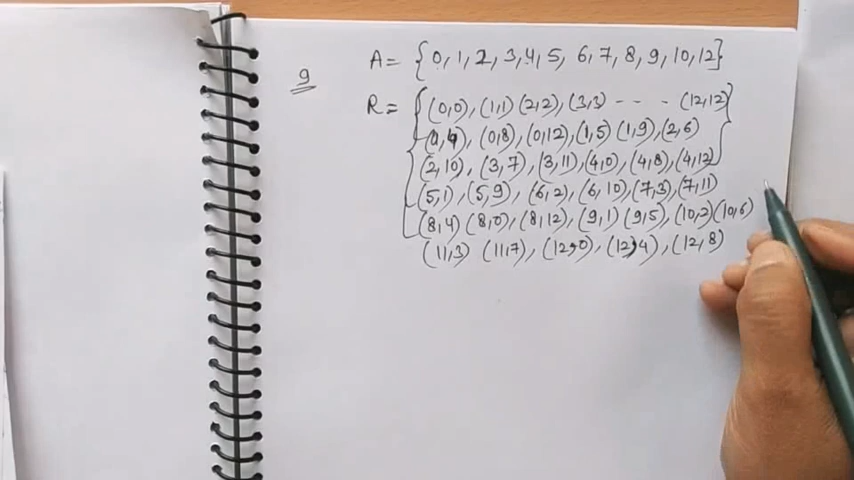 9
A = {0, 1, 2, 3, 4, 5, 6, 7, 8, 9, 10, 12}
R = {(0,0), (1,1) (2,2), (3,3) - - - - (12,12)}
(0,4), (0,8), (0,12), (1,5) (1,9), (2,6)
(2,10), (3,7), (3,11), (4,0), (4,8), (4,12)
(5,1), (5,9), (6,2), (6,10), (7,3), (7,11)
(8,4) (8,0), (8,12), (9,1) (9,5), (10,2) (10,6)
(11,3) (11,7), (12,0), (12,4), (12,8)